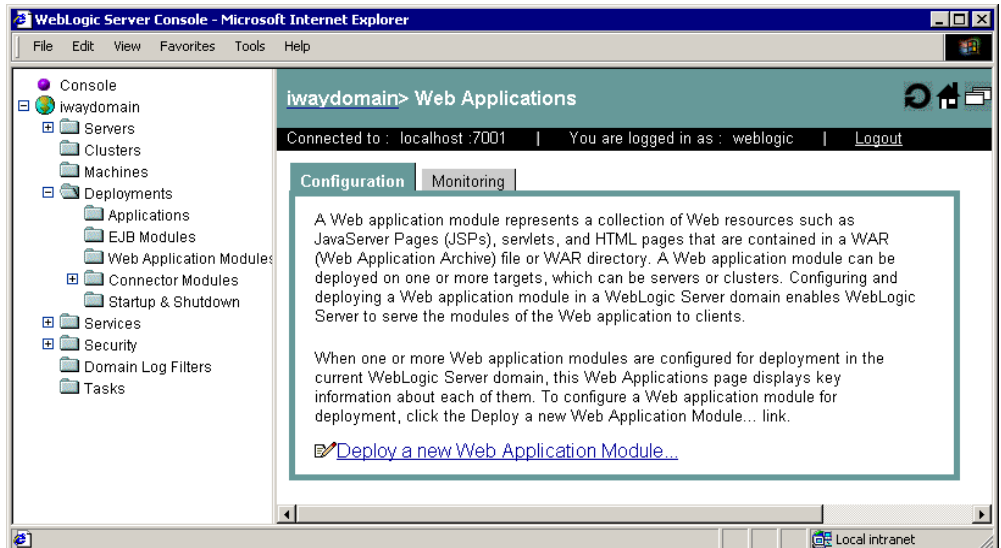 WebLogic Server Console - Microsoft Internet Explorer
File Edit View Favorites Tools Help
Console
iwaydomain
Servers
Clusters
Machines
Deployments
Applications
EJB Modules
Web Application Modules
Connector Modules
Startup & Shutdown
Services
Security
Domain Log Filters
Tasks
iwaydomain> Web Applications
Connected to : localhost :7001 | You are logged in as : weblogic | Logout
Configuration Monitoring
A Web application module represents a collection of Web resources such as
JavaServer Pages (JSPs), servlets, and HTML pages that are contained in a WAR
(Web Application Archive) file or WAR directory. A Web application module can be
deployed on one or more targets, which can be servers or clusters. Configuring and
deploying a Web application module in a WebLogic Server domain enables WebLogic
Server to serve the modules of the Web application to clients.
When one or more Web application modules are configured for deployment in the
current WebLogic Server domain, this Web Applications page displays key
information about each of them. To configure a Web application module for
deployment, click the Deploy a new Web Application Module... link.
Deploy a new Web Application Module...
Local intranet